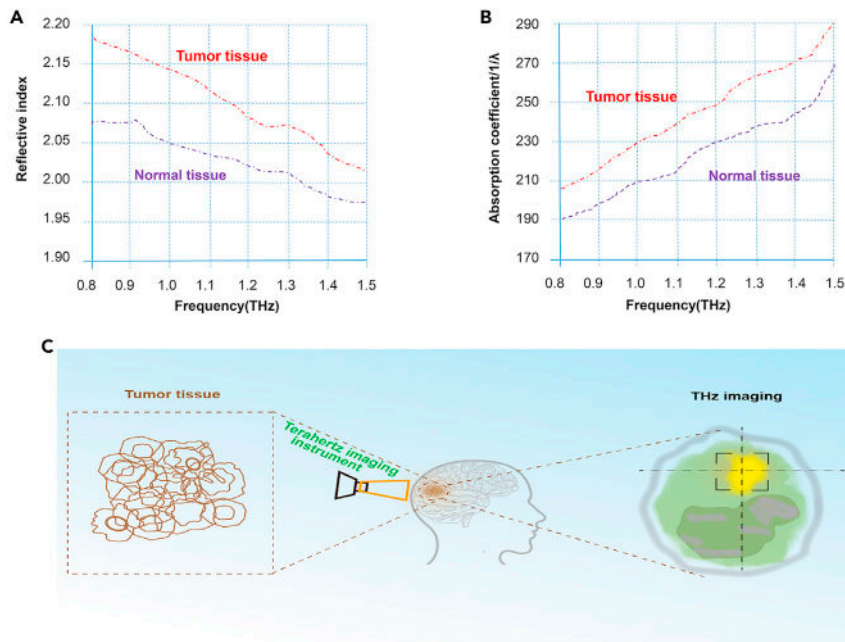 A
2.20
2.15
2.10
2.05
2.00
1.95
1.90
Reflective index
Tumor tissue
Normal tissue
0.8 0.9 1.0 1.1 1.2 1.3 1.4 1.5
Frequency(THz)
B
290
270
250
230
210
190
170
Absorption coefficient/1/λ
Tumor tissue
Normal tissue
0.8 0.9 1.0 1.1 1.2 1.3 1.4 1.5
Frequency(THz)
C
Tumor tissue
Terahertz imaging
instrument
THz imaging